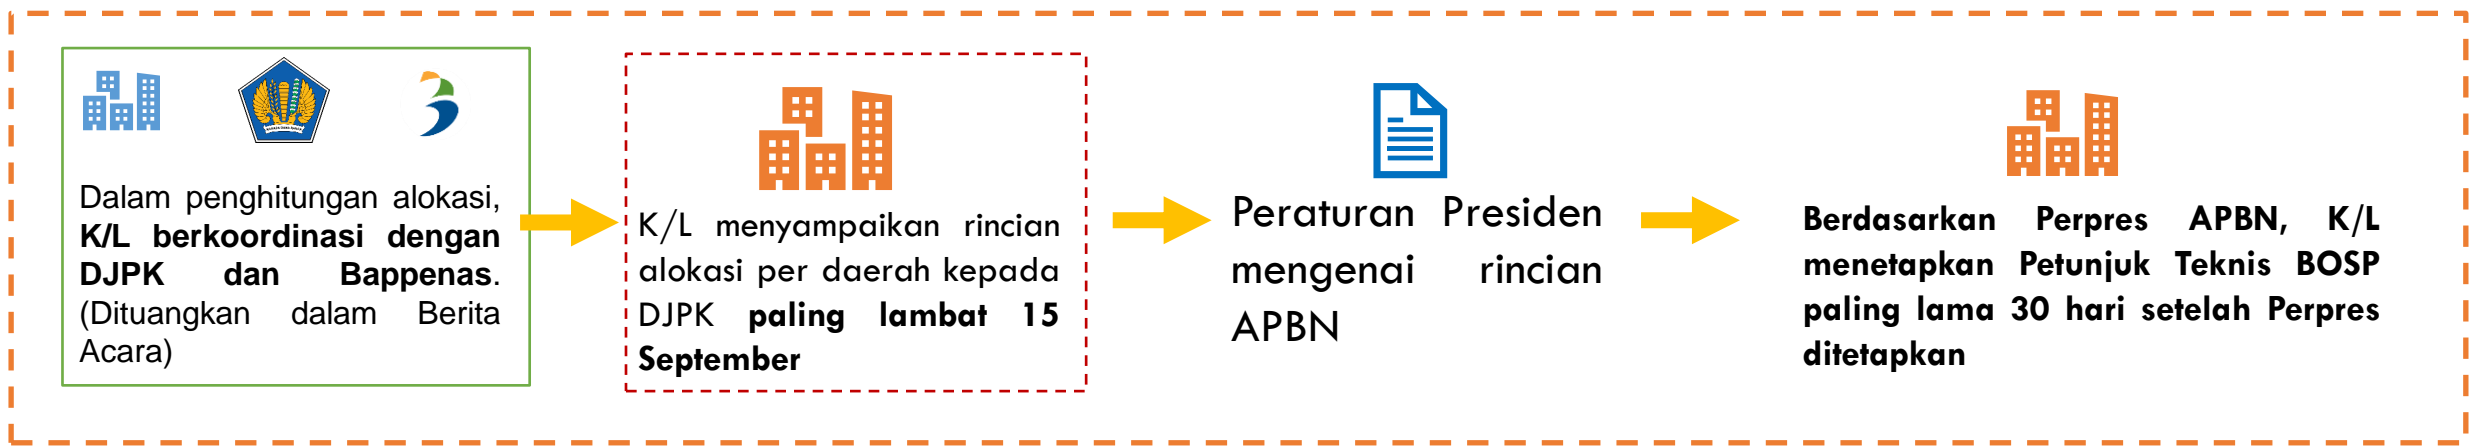 Dalam penghitungan alokasi,
K/L berkoordinasi dengan
DJPK dan Bappenas.
(Dituangkan dalam Berita
Acara)
K/L menyampaikan rincian
alokasi per daerah kepada
DJPK paling lambat 15
September
Peraturan Presiden
mengenai rincian
APBN
Berdasarkan Perpres APBN, K/L
menetapkan Petunjuk Teknis BOSP
paling lama 30 hari setelah Perpres
ditetapkan